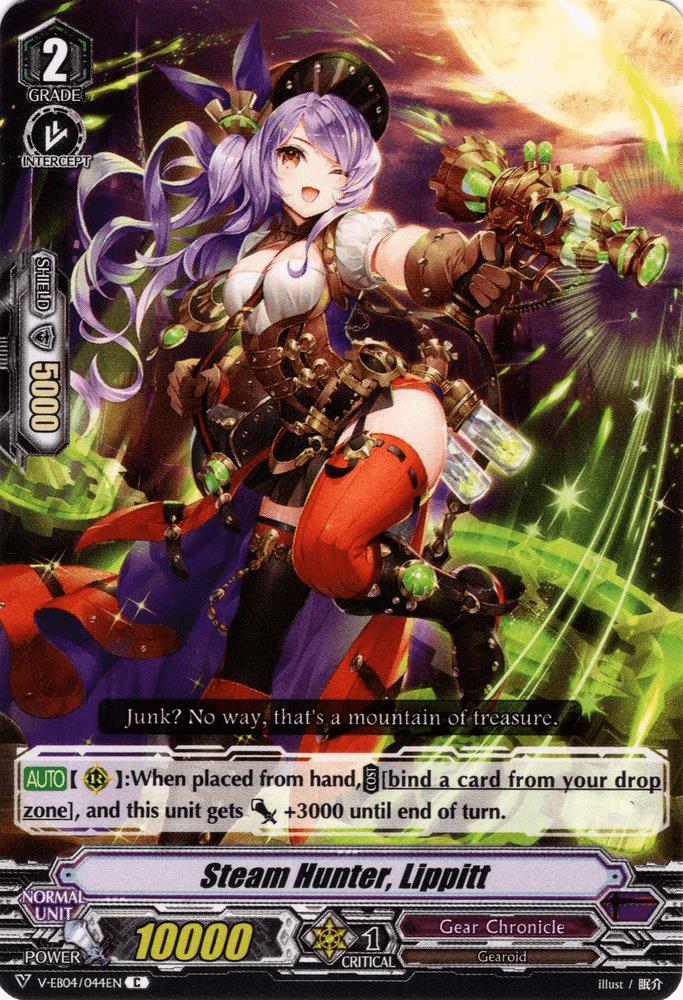 2
GRADE
INTERCEPT
SHIELD
5000
Junk? No way, that's a mountain of treasure.
AUTO [ R ]:When placed from hand, COST [bind a card from your drop
zone], and this unit gets +3000 until end of turn.
Steam Hunter, Lippitt
NORMAL
UNIT
POWER 10000
1
CRITICAL
Gear Chronicle
Gearoid
V-EB04/044EN C
illust / 眠介